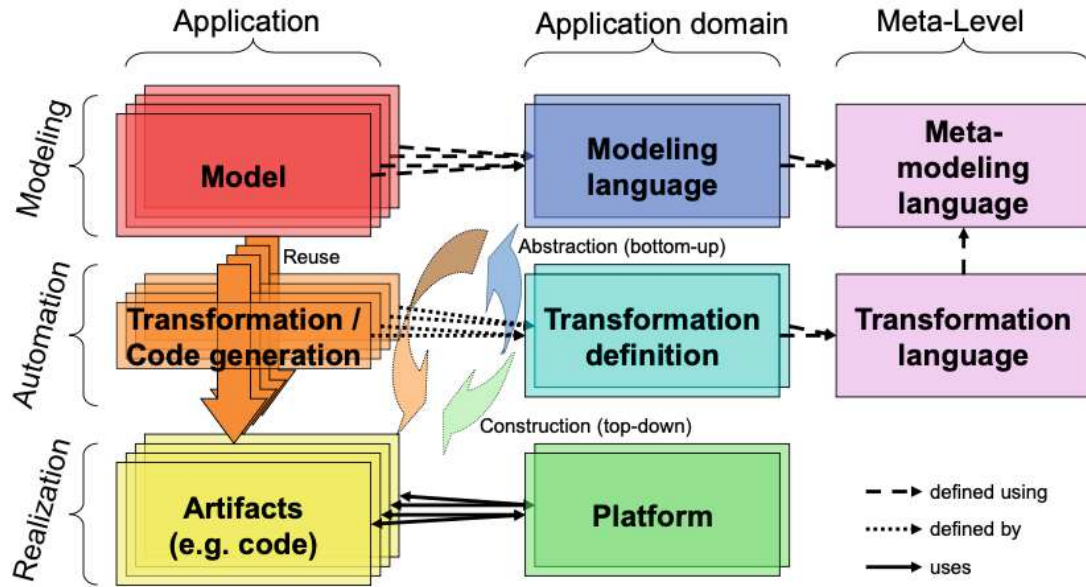 Application
Application domain
Meta-Level
Modeling
Model
Modeling
language
Meta-
modeling
language
Reuse
Abstraction (bottom-up)
Automation
Transformation /
Code generation
Transformation
definition
Transformation
language
Construction (top-down)
Realization
Artifacts
(e.g. code)
Platform
defined using
defined by
uses